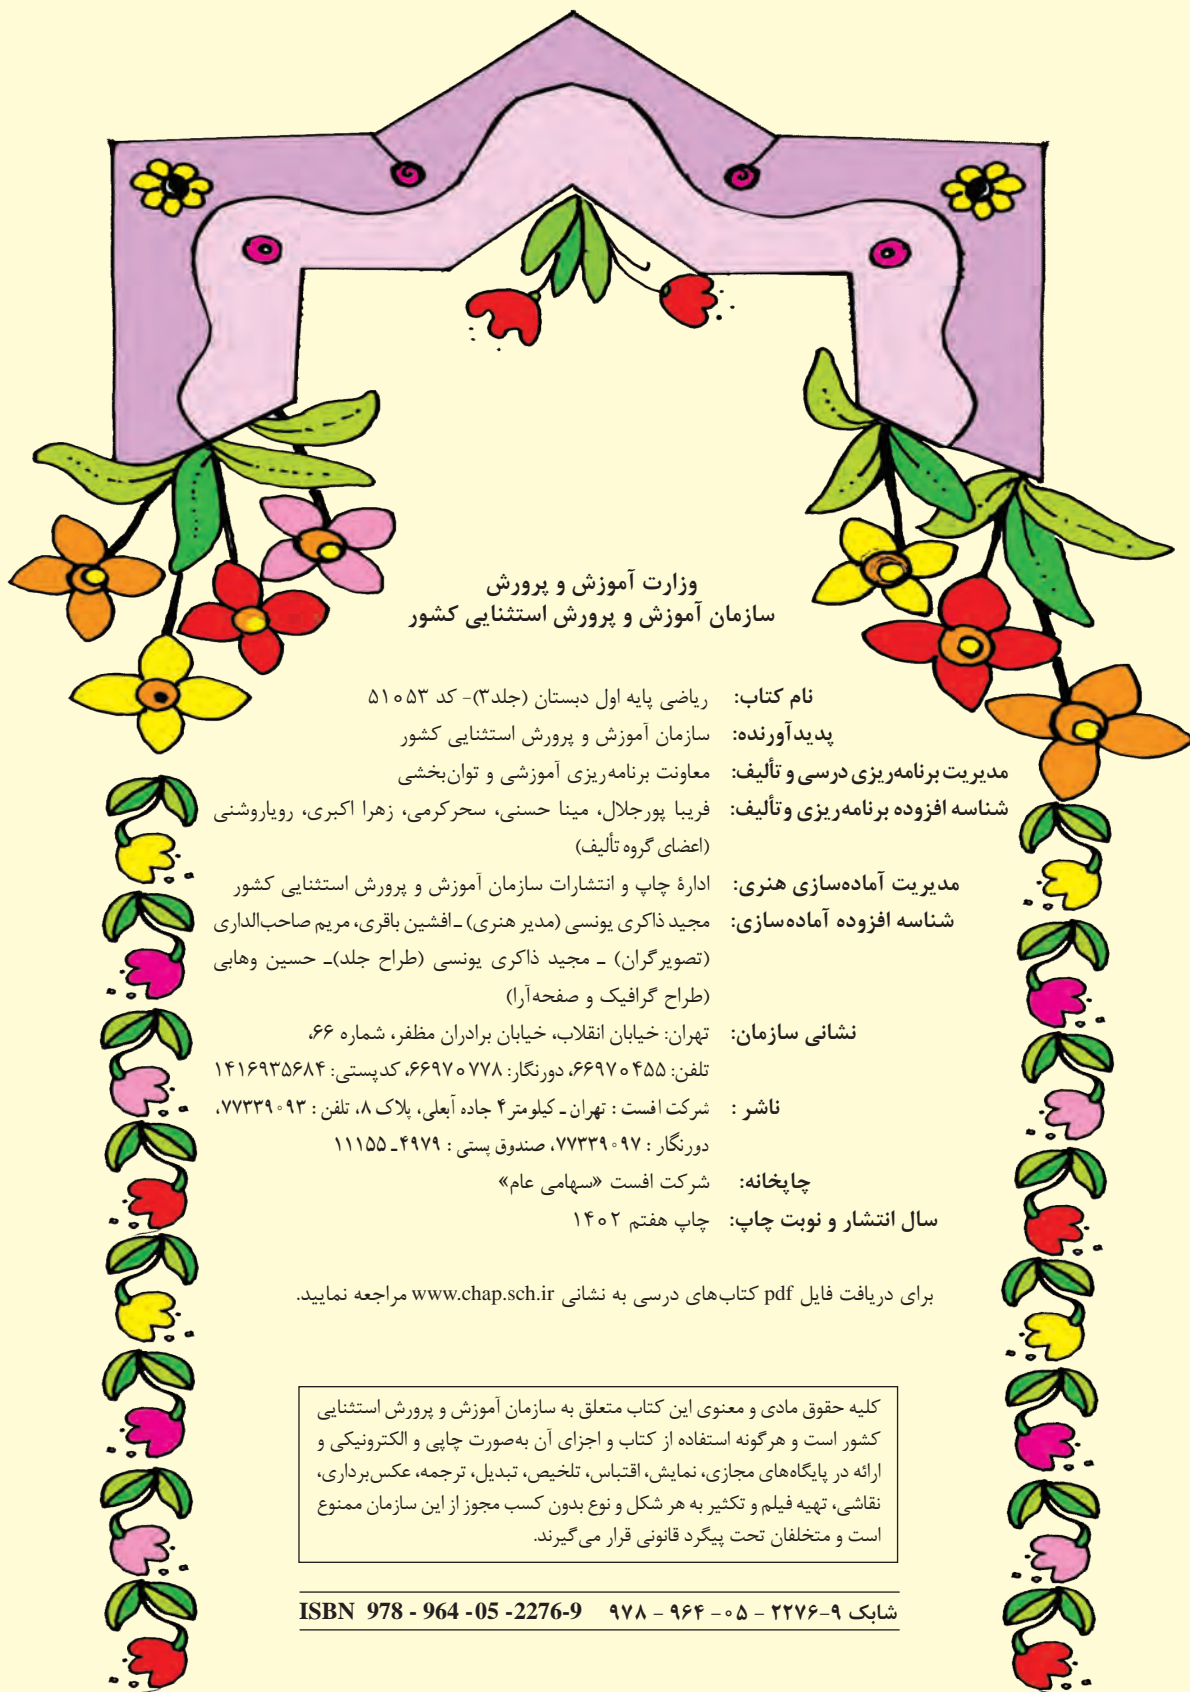 وزارت آموزش و پرورش
سازمان آموزش و پرورش استثنایی کشور
نام کتاب: ریاضی پایه اول دبستان (جلد۳)- کد ۵۱۰۵۳
پدیدآورنده: سازمان آموزش و پرورش استثنایی کشور
مدیریت برنامه‌ریزی درسی و تألیف: معاونت برنامه‌ریزی آموزشی و توان‌بخشی
شناسه افزوده برنامه‌ریزی و تألیف: فریبا پورجلال، مینا حسنی، سحرکرمی، زهرا اکبری، رویاروشنی
(اعضای گروه تألیف)
مدیریت آماده‌سازی هنری: ادارهٔ چاپ و انتشارات سازمان آموزش و پرورش استثنایی کشور
شناسه افزوده آماده‌سازی: مجید ذاکری یونسی (مدیر هنری) ـ افشین باقری، مریم صاحب‌الداری
(تصویرگران) ـ مجید ذاکری یونسی (طراح جلد)ـ حسین وهابی
(طراح گرافیک و صفحه‌آرا)
نشانی سازمان: تهران: خیابان انقلاب، خیابان برادران مظفر، شماره ۶۶،
تلفن: ۶۶۹۷۰۴۵۵، دورنگار: ۶۶۹۷۰۷۷۸، کدپستی: ۱۴۱۶۹۳۵۶۸۴
ناشر : شرکت افست : تهران ـ کیلومتر ۴ جاده آبعلی، پلاک ۸، تلفن : ۷۷۳۳۹۰۹۳،
دورنگار : ۷۷۳۳۹۰۹۷، صندوق پستی : ۴۹۷۹ـ ۱۱۱۵۵
چاپخانه: شرکت افست «سهامی عام»
سال انتشار و نوبت چاپ: چاپ هفتم ۱۴۰۲
برای دریافت فایل pdf کتاب‌های درسی به نشانی www.chap.sch.ir مراجعه نمایید.
کلیه حقوق مادی و معنوی این کتاب متعلق به سازمان آموزش و پرورش استثنایی
کشور است و هرگونه استفاده از کتاب و اجزای آن به‌صورت چاپی و الکترونیکی و
ارائه در پایگاه‌های مجازی، نمایش، اقتباس، تلخیص، تبدیل، ترجمه، عکس‌برداری،
نقاشی، تهیه فیلم و تکثیر به هر شکل و نوع بدون کسب مجوز از این سازمان ممنوع
است و متخلفان تحت پیگرد قانونی قرار می‌گیرند.
شابک ۹-۲۲۷۶ - ۰۵ - ۹۶۴ - ۹۷۸ ISBN 978 - 964 -05 -2276-9